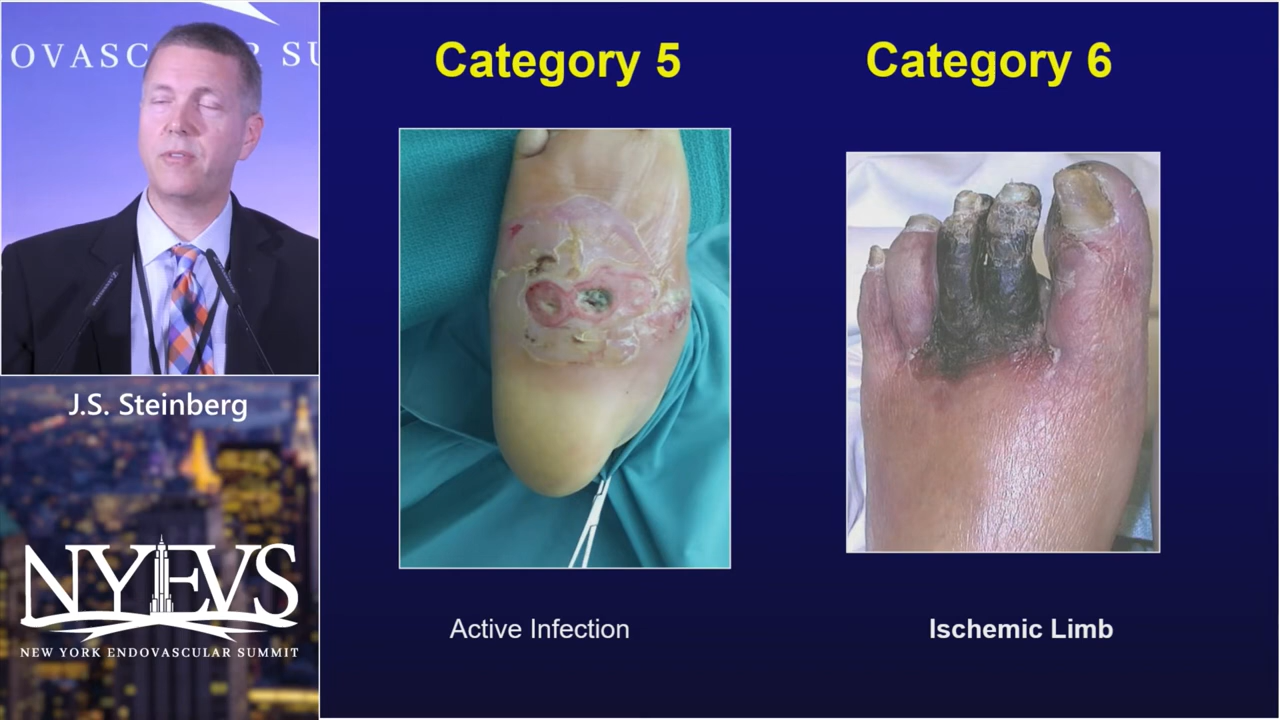 OVASC R SU
J.S. Steinberg
NYEVS
NEW YORK ENDOVASCULAR SUMMIT
Category 5
Category 6
Active Infection
Ischemic Limb